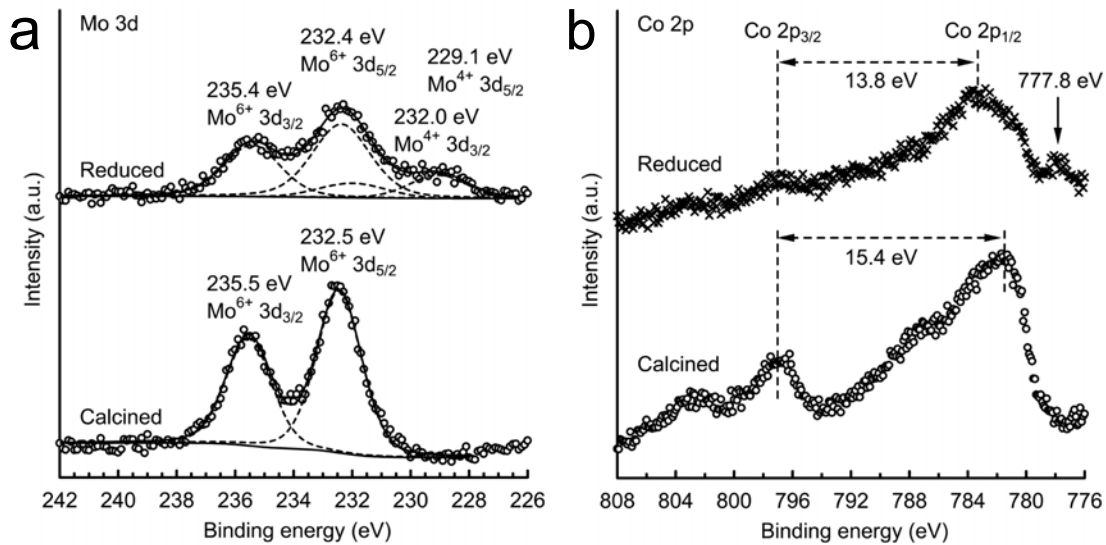 a
Mo 3d
232.4 eV
Mo⁶⁺ 3d₅/₂
229.1 eV
Mo⁴⁺ 3d₅/₂
235.4 eV
Mo⁶⁺ 3d₃/₂
232.0 eV
Mo⁴⁺ 3d₃/₂
Reduced
232.5 eV
Mo⁶⁺ 3d₅/₂
235.5 eV
Mo⁶⁺ 3d₃/₂
Calcined
Intensity (a.u.)
242 240 238 236 234 232 230 228 226
Binding energy (eV)
b
Co 2p
Co 2p₃/₂
Co 2p₁/₂
13.8 eV
777.8 eV
Reduced
15.4 eV
Calcined
Intensity (a.u.)
808 804 800 796 792 788 784 780 776
Binding energy (eV)